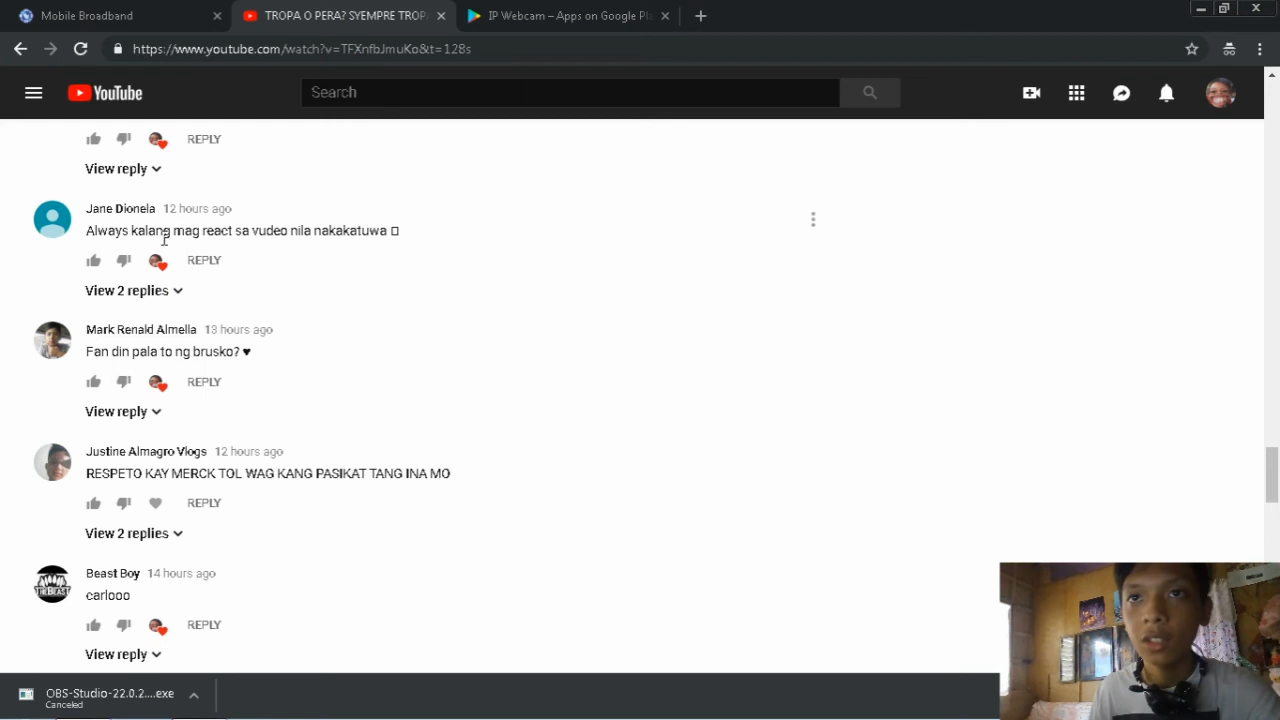 Mobile Broadband
TROPA O PERA? SYEMPRE TROPA
IP Webcam – Apps on Google Pla
https://www.youtube.com/watch?v=TFXnfbJmuKo&t=128s
YouTube
Search
REPLY
View reply
Jane Dionela 12 hours ago
Always kalang mag react sa vudeo nila nakakatuwa
REPLY
View 2 replies
Mark Renald Almella 13 hours ago
Fan din pala to ng brusko? ♥
REPLY
View reply
Justine Almagro Vlogs 12 hours ago
RESPETO KAY MERCK TOL WAG KANG PASIKAT TANG INA MO
REPLY
View 2 replies
THE BEAST
Beast Boy 14 hours ago
carlooo
REPLY
View reply
OBS-Studio-22.0.2....exe
Canceled